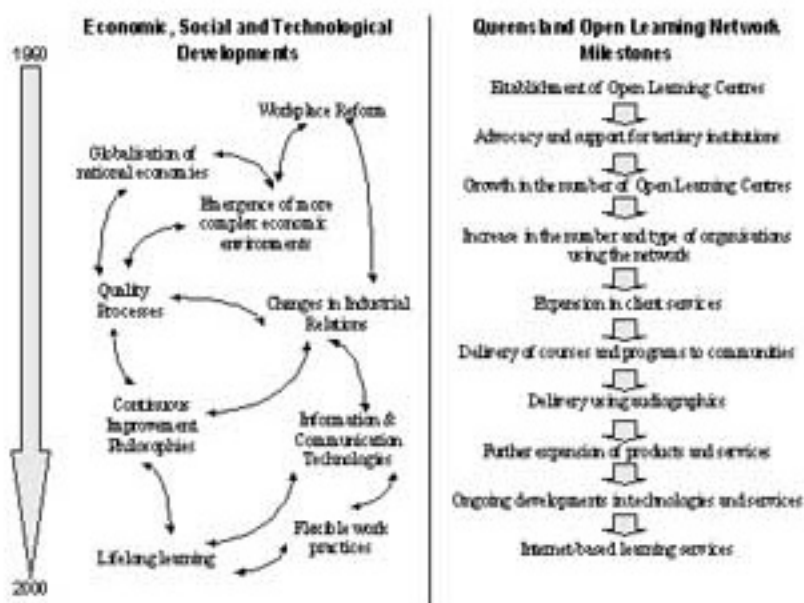 Economic, Social and Technological
Developments
1990
Workplace Reform
Globalisation of
national economies
Emergence of more
complex economic
environments
Quality
Processes
Changes in Industrial
Relations
Continuous
Improvement
Philosophies
Information &
Communication
Technologies
Flexible work
practices
Lifelong learning
2000
Queensland Open Learning Network
Milestones
Establishment of Open Learning Centres
Advocacy and support for tertiary institutions
Growth in the number of Open Learning Centres
Increase in the number and type of organisations
using the network
Expansion in client services
Delivery of courses and programs to communities
Delivery using audiographics
Further expansion of products and services
Ongoing developments in technologies and services
Internet-based learning services